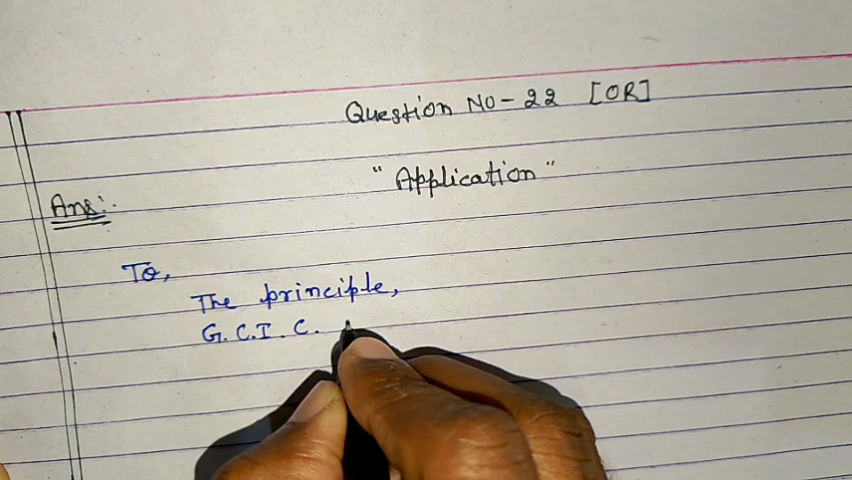 Question No - 22 [OR]
"Application"
Ans:-
To,
The principle,
G.C.I.C.